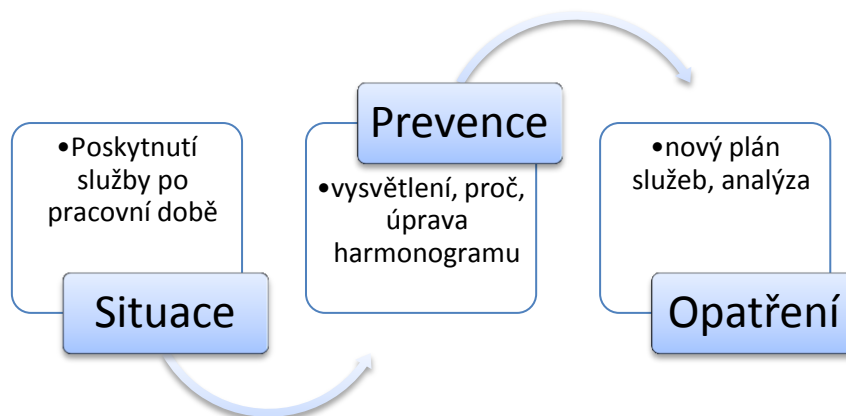 •Poskytnutí
služby po
pracovní době
Situace
Prevence
•vysvětlení, proč,
úprava
harmonogramu
•nový plán
služeb, analýza
Opatření